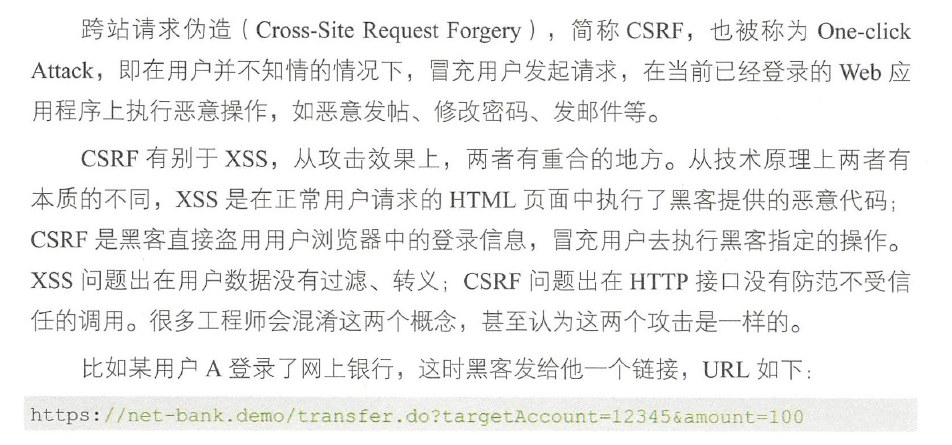 跨站请求伪造（Cross-Site Request Forgery），简称 CSRF，也被称为 One-click
Attack，即在用户并不知情的情况下，冒充用户发起请求，在当前已经登录的 Web 应
用程序上执行恶意操作，如恶意发帖、修改密码、发邮件等。
CSRF 有别于 XSS，从攻击效果上，两者有重合的地方。从技术原理上两者有
本质的不同，XSS 是在正常用户请求的 HTML 页面中执行了黑客提供的恶意代码；
CSRF 是黑客直接盗用用户浏览器中的登录信息，冒充用户去执行黑客指定的操作。
XSS 问题出在用户数据没有过滤、转义；CSRF 问题出在 HTTP 接口没有防范不受信
任的调用。很多工程师会混淆这两个概念，甚至认为这两个攻击是一样的。
比如某用户 A 登录了网上银行，这时黑客发给他一个链接，URL 如下：
https://net-bank.demo/transfer.do?targetAccount=12345&amount=100